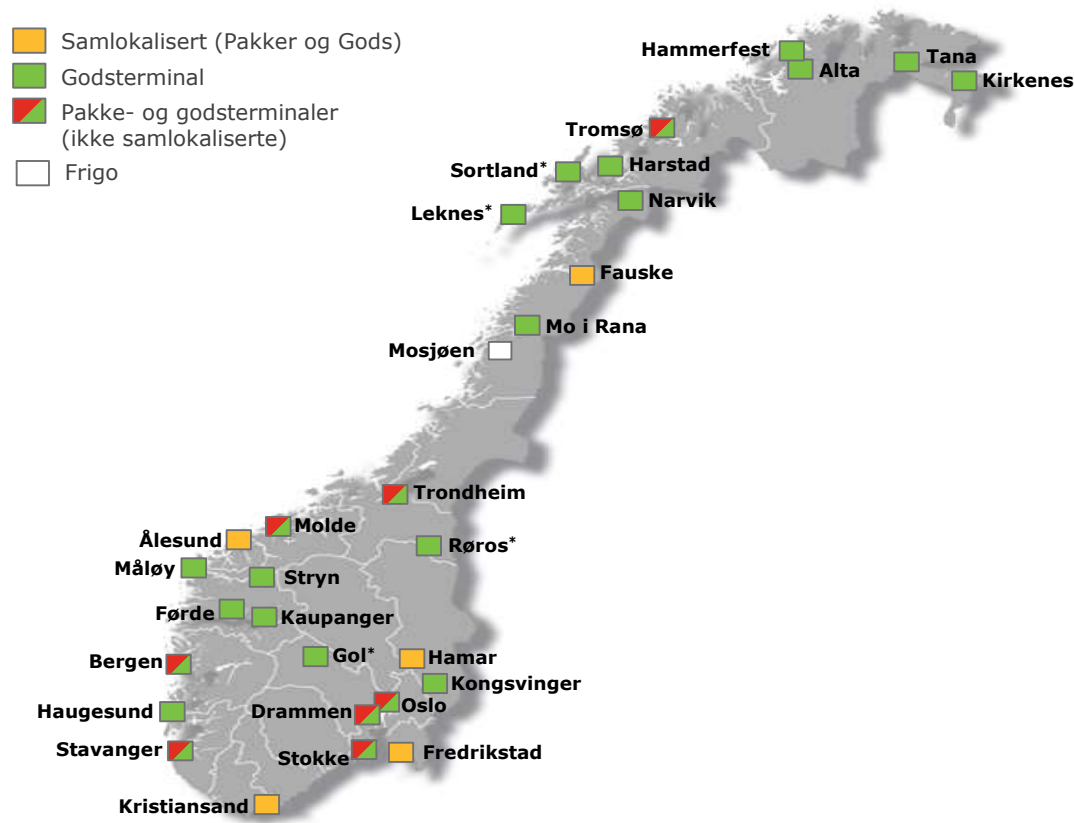 Samlokalisert (Pakker og Gods)
Godsterminal
Pakke- og godsterminaler
(ikke samlokaliserte)
Frigo
Hammerfest
Tana
Alta
Kirkenes
Tromsø
Sortland*
Harstad
Leknes*
Narvik
Fauske
Mo i Rana
Mosjøen
Trondheim
Molde
Ålesund
Røros*
Måløy
Stryn
Førde
Kaupanger
Gol*
Hamar
Bergen
Kongsvinger
Oslo
Haugesund
Drammen
Stavanger
Stokke
Fredrikstad
Kristiansand